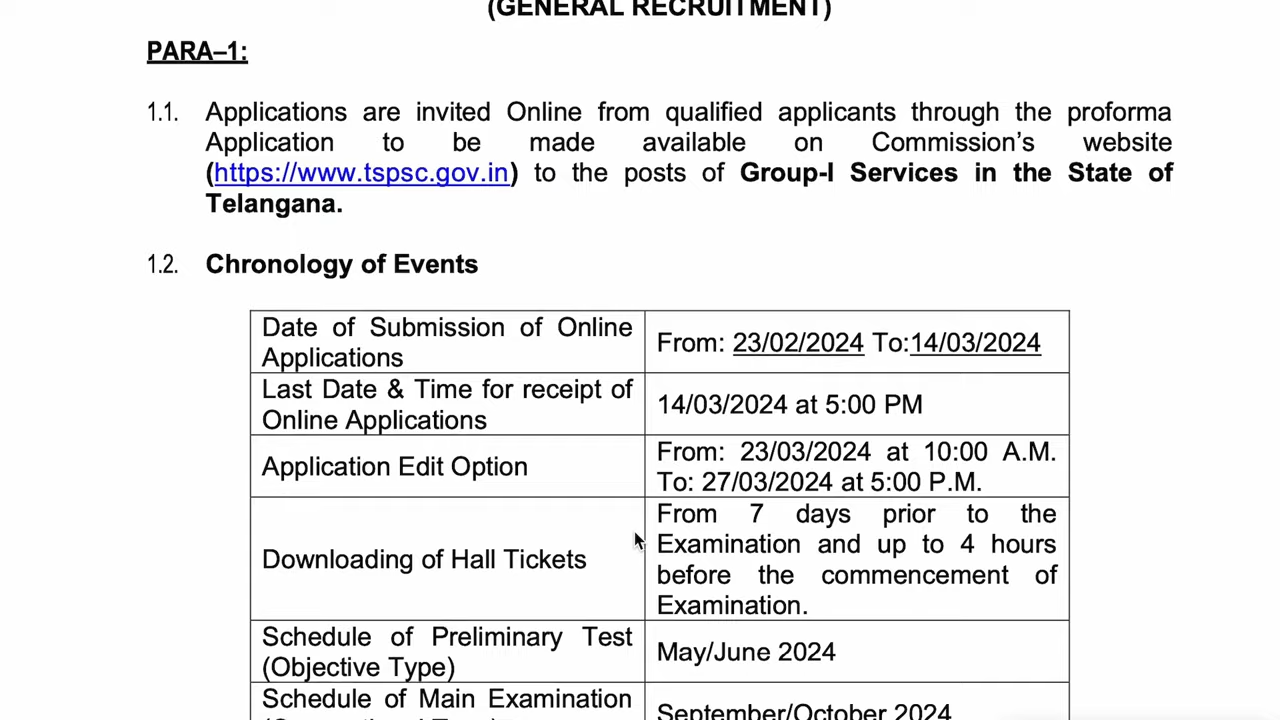 (GENERAL RECRUITMENT)
PARA–1:
1.1. Applications are invited Online from qualified applicants through the proforma
Application to be made available on Commission’s website
(https://www.tspsc.gov.in) to the posts of Group-I Services in the State of
Telangana.
1.2. Chronology of Events
Date of Submission of Online
Applications
From: 23/02/2024 To:14/03/2024
Last Date & Time for receipt of
Online Applications
14/03/2024 at 5:00 PM
Application Edit Option
From: 23/03/2024 at 10:00 A.M.
To: 27/03/2024 at 5:00 P.M.
Downloading of Hall Tickets
From 7 days prior to the
Examination and up to 4 hours
before the commencement of
Examination.
Schedule of Preliminary Test
(Objective Type)
May/June 2024
Schedule of Main Examination
September/October 2024